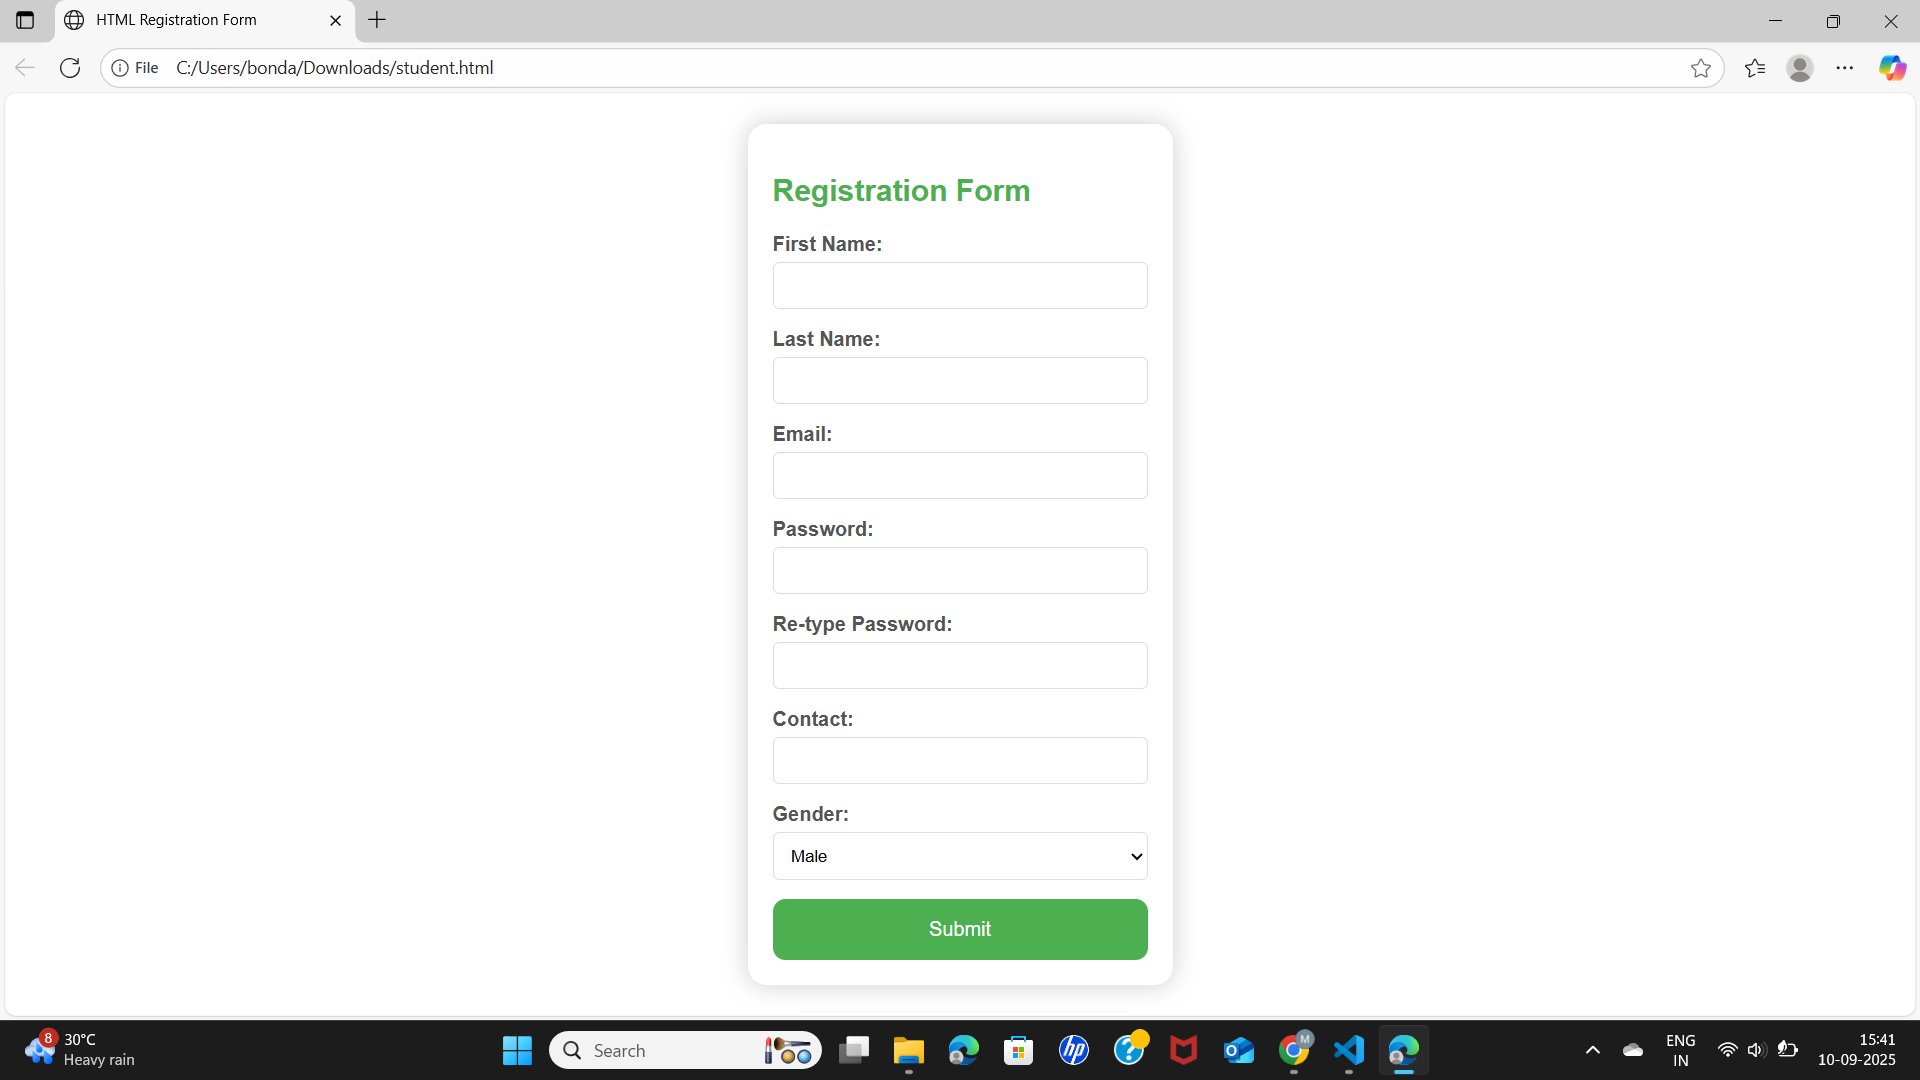 HTML Registration Form
File C:/Users/bonda/Downloads/student.html
Registration Form
First Name:
Last Name:
Email:
Password:
Re-type Password:
Contact:
Gender:
Male
Submit
8
30°C
Heavy rain
Search
hp
M
ENG
IN
15:41
10-09-2025